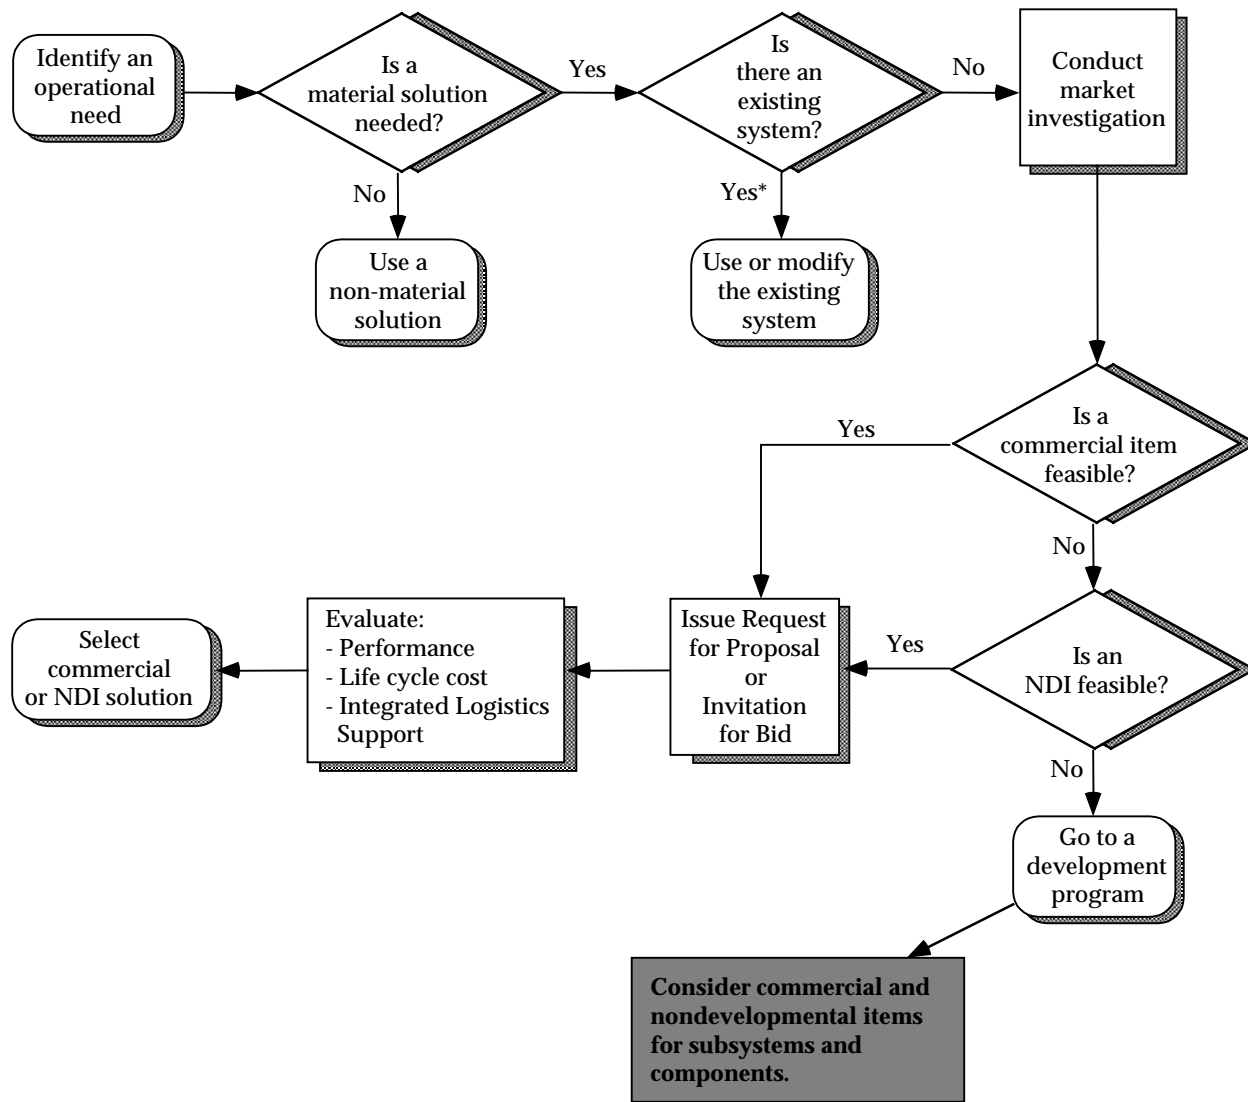 Identify an
operational
need
Is a
material solution
needed?
Yes
Is
there an
existing
system?
No
Conduct
market
investigation
No
Use a
non-material
solution
Yes*
Use or modify
the existing
system
Is a
commercial item
feasible?
Yes
No
Select
commercial
or NDI solution
Evaluate:
- Performance
- Life cycle cost
- Integrated Logistics
Support
Issue Request
for Proposal
or
Invitation
for Bid
Yes
Is an
NDI feasible?
No
Go to a
development
program
Consider commercial and
nondevelopmental items
for subsystems and
components.